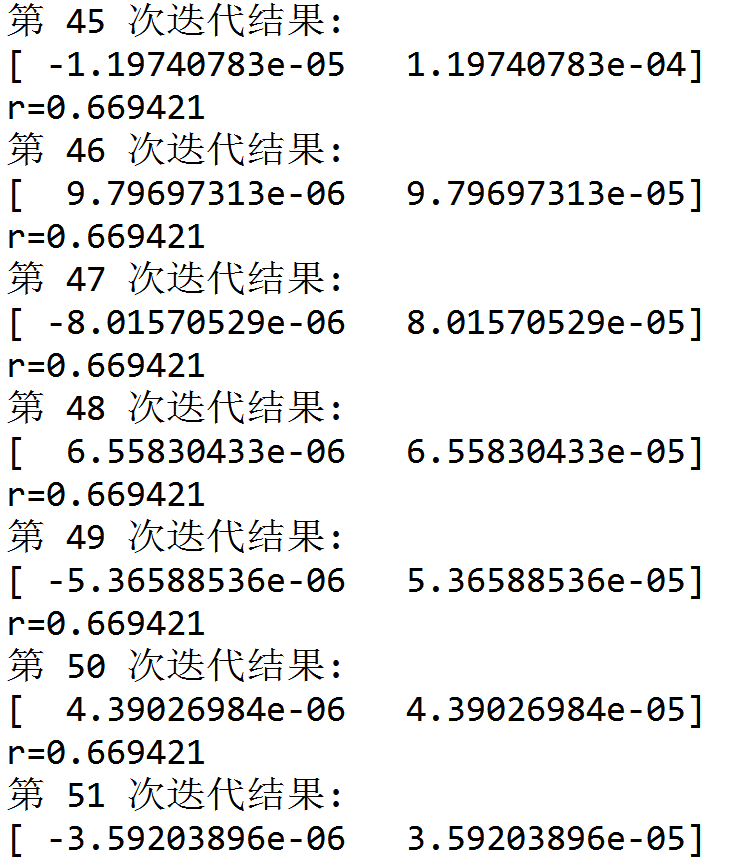 第 45 次迭代结果:
[ -1.19740783e-05   1.19740783e-04]
r=0.669421
第 46 次迭代结果:
[  9.79697313e-06   9.79697313e-05]
r=0.669421
第 47 次迭代结果:
[ -8.01570529e-06   8.01570529e-05]
r=0.669421
第 48 次迭代结果:
[  6.55830433e-06   6.55830433e-05]
r=0.669421
第 49 次迭代结果:
[ -5.36588536e-06   5.36588536e-05]
r=0.669421
第 50 次迭代结果:
[  4.39026984e-06   4.39026984e-05]
r=0.669421
第 51 次迭代结果:
[ -3.59203896e-06   3.59203896e-05]